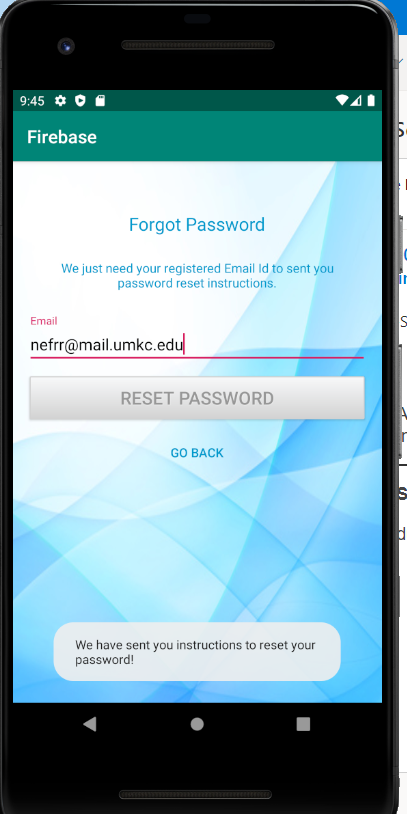 9:45
Firebase
Forgot Password
We just need your registered Email Id to sent you
password reset instructions.
Email
nefrr@mail.umkc.edu
RESET PASSWORD
GO BACK
We have sent you instructions to reset your
password!